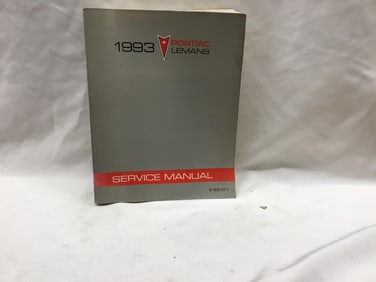 1993 PONTIAC
LEMANS
SERVICE MANUAL